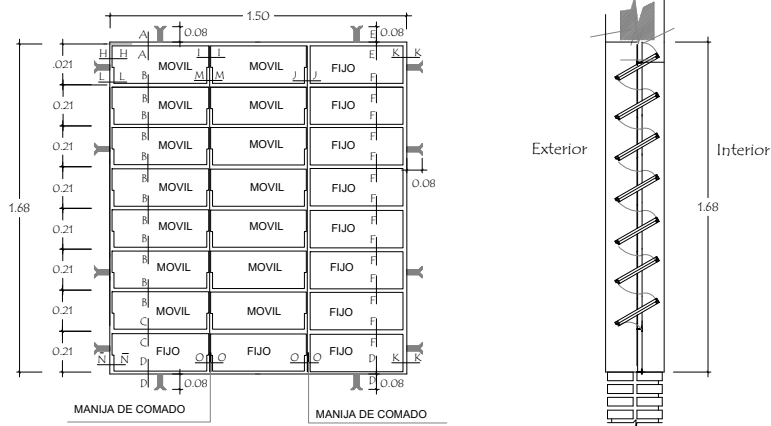 1.50
A E
0.08 0.08
H H A I I E K K
.021 MOVIL MOVIL FIJO
L L B M M J J F
0.21 B MOVIL MOVIL FIJO F
B F
0.21 B MOVIL MOVIL FIJO F
B F
0.08
0.21 B MOVIL MOVIL FIJO F
B F
1.68
0.21 B MOVIL MOVIL FIJO F
B F
0.21 B MOVIL MOVIL FIJO F
B F
0.21 B MOVIL MOVIL FIJO F
C F
0.21 C FIJO FIJO FIJO F
Ñ Ñ D O O O O D K K
D 0.08 D 0.08
MANIJA DE COMADO MANIJA DE COMADO
Exterior Interior
1.68